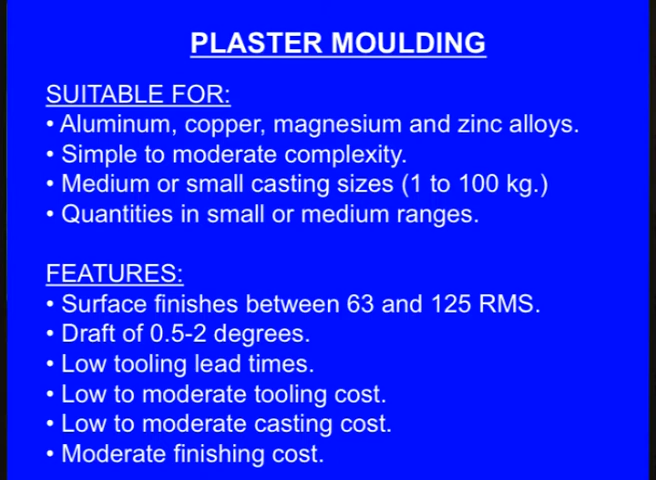 PLASTER MOULDING
SUITABLE FOR:
• Aluminum, copper, magnesium and zinc alloys.
• Simple to moderate complexity.
• Medium or small casting sizes (1 to 100 kg.)
• Quantities in small or medium ranges.
FEATURES:
• Surface finishes between 63 and 125 RMS.
• Draft of 0.5-2 degrees.
• Low tooling lead times.
• Low to moderate tooling cost.
• Low to moderate casting cost.
• Moderate finishing cost.